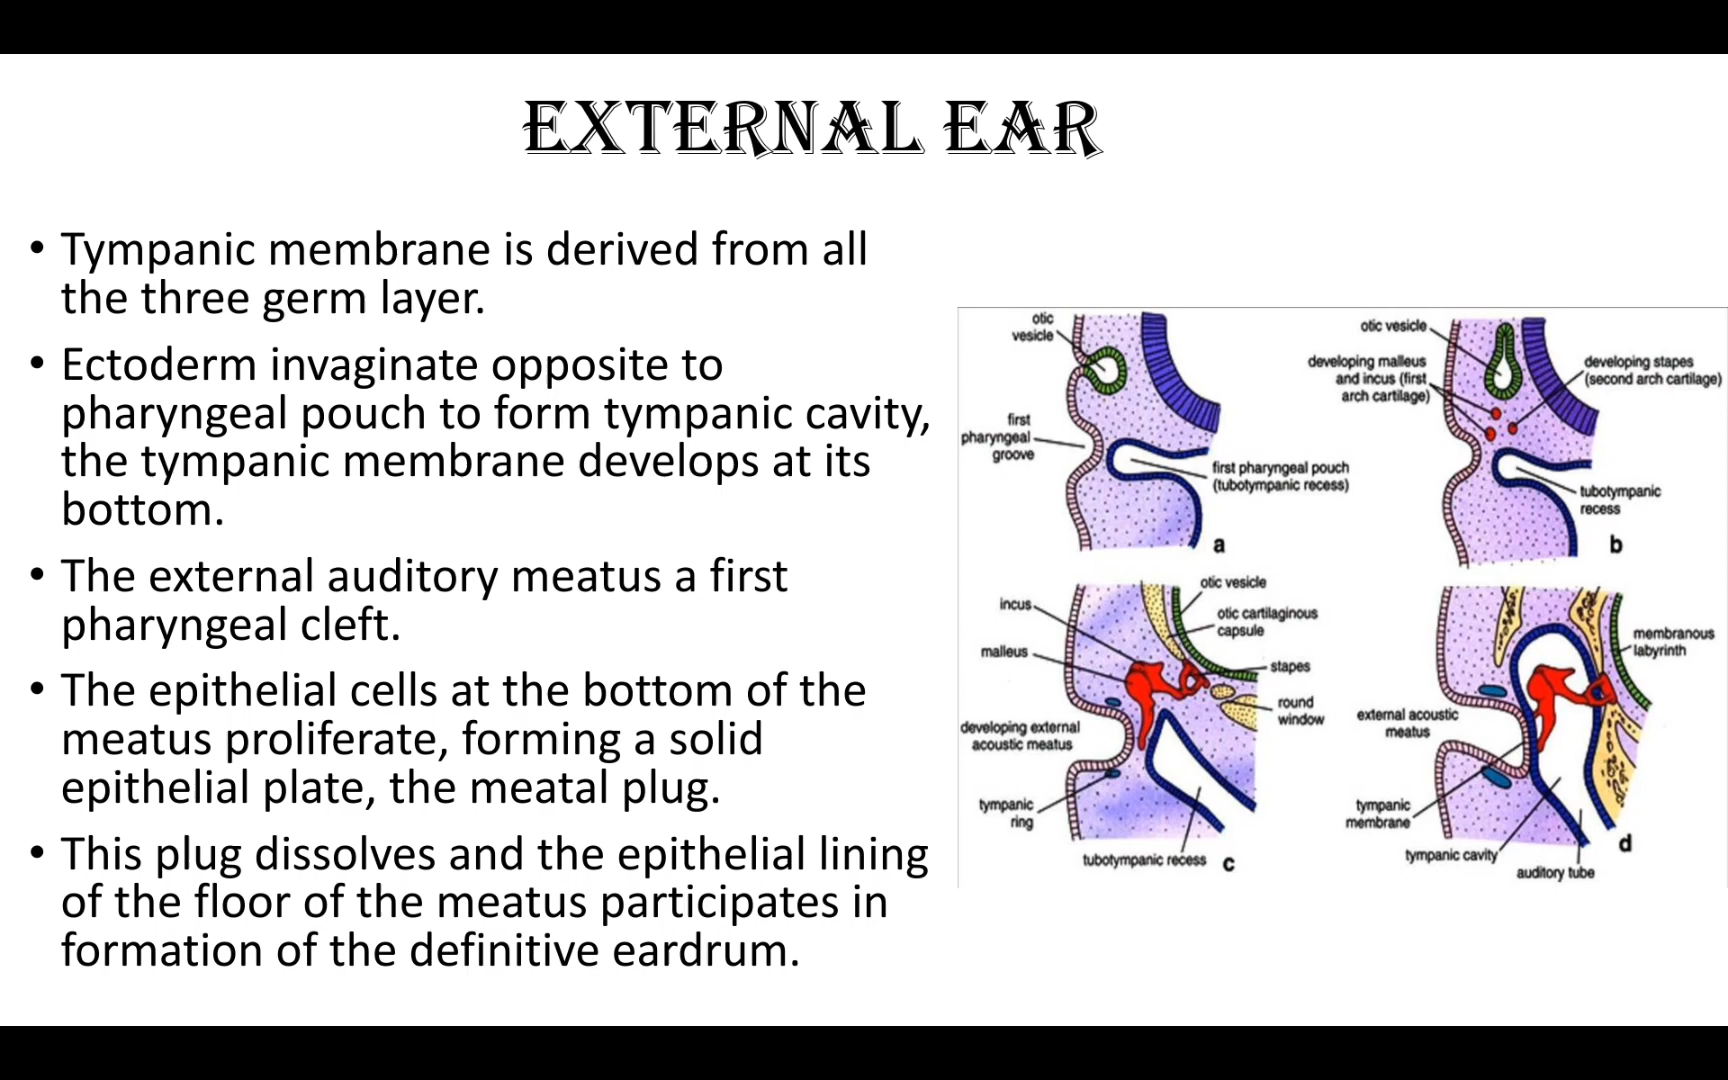 EXTERNAL EAR
• Tympanic membrane is derived from all
the three germ layer.
• Ectoderm invaginate opposite to
pharyngeal pouch to form tympanic cavity,
the tympanic membrane develops at its
bottom.
• The external auditory meatus a first
pharyngeal cleft.
• The epithelial cells at the bottom of the
meatus proliferate, forming a solid
epithelial plate, the meatal plug.
• This plug dissolves and the epithelial lining
of the floor of the meatus participates in
formation of the definitive eardrum.
otic
vesicle
first
pharyngeal
groove
first pharyngeal pouch
(tubotympanic recess)
a
otic vesicle
developing malleus
and incus (first
arch cartilage)
developing stapes
(second arch cartilage)
tubotympanic
recess
b
incus
malleus
developing external
acoustic meatus
tympanic
ring
otic vesicle
otic cartilaginous
capsule
stapes
round
window
tubotympanic recess
c
external acoustic
meatus
tympanic
membrane
tympanic cavity
auditory tube
membranous
labyrinth
d